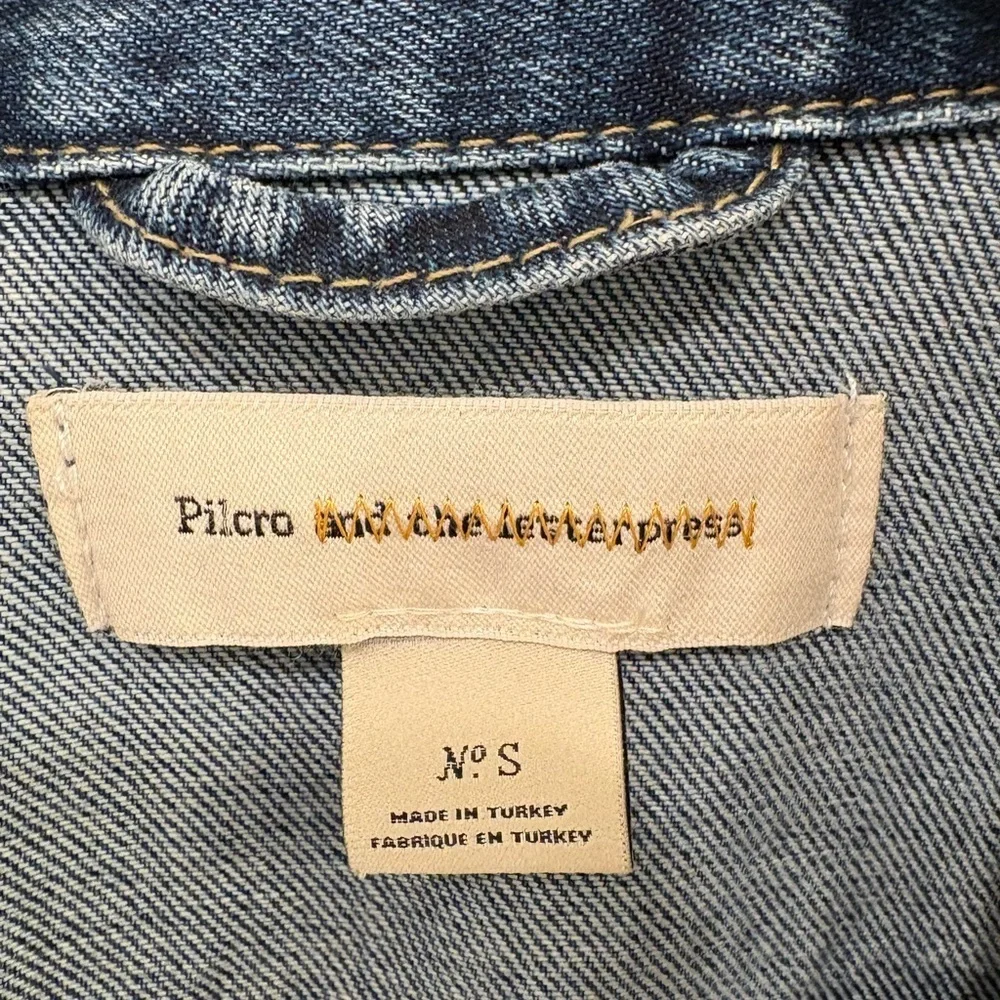 Pilcro and the letterpress
Nº. S
MADE IN TURKEY
FABRIQUE EN TURKEY